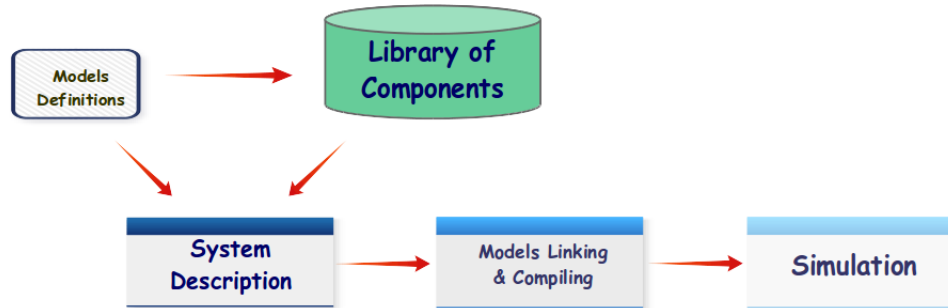 Models
Definitions
Library of
Components
System
Description
Models Linking
& Compiling
Simulation